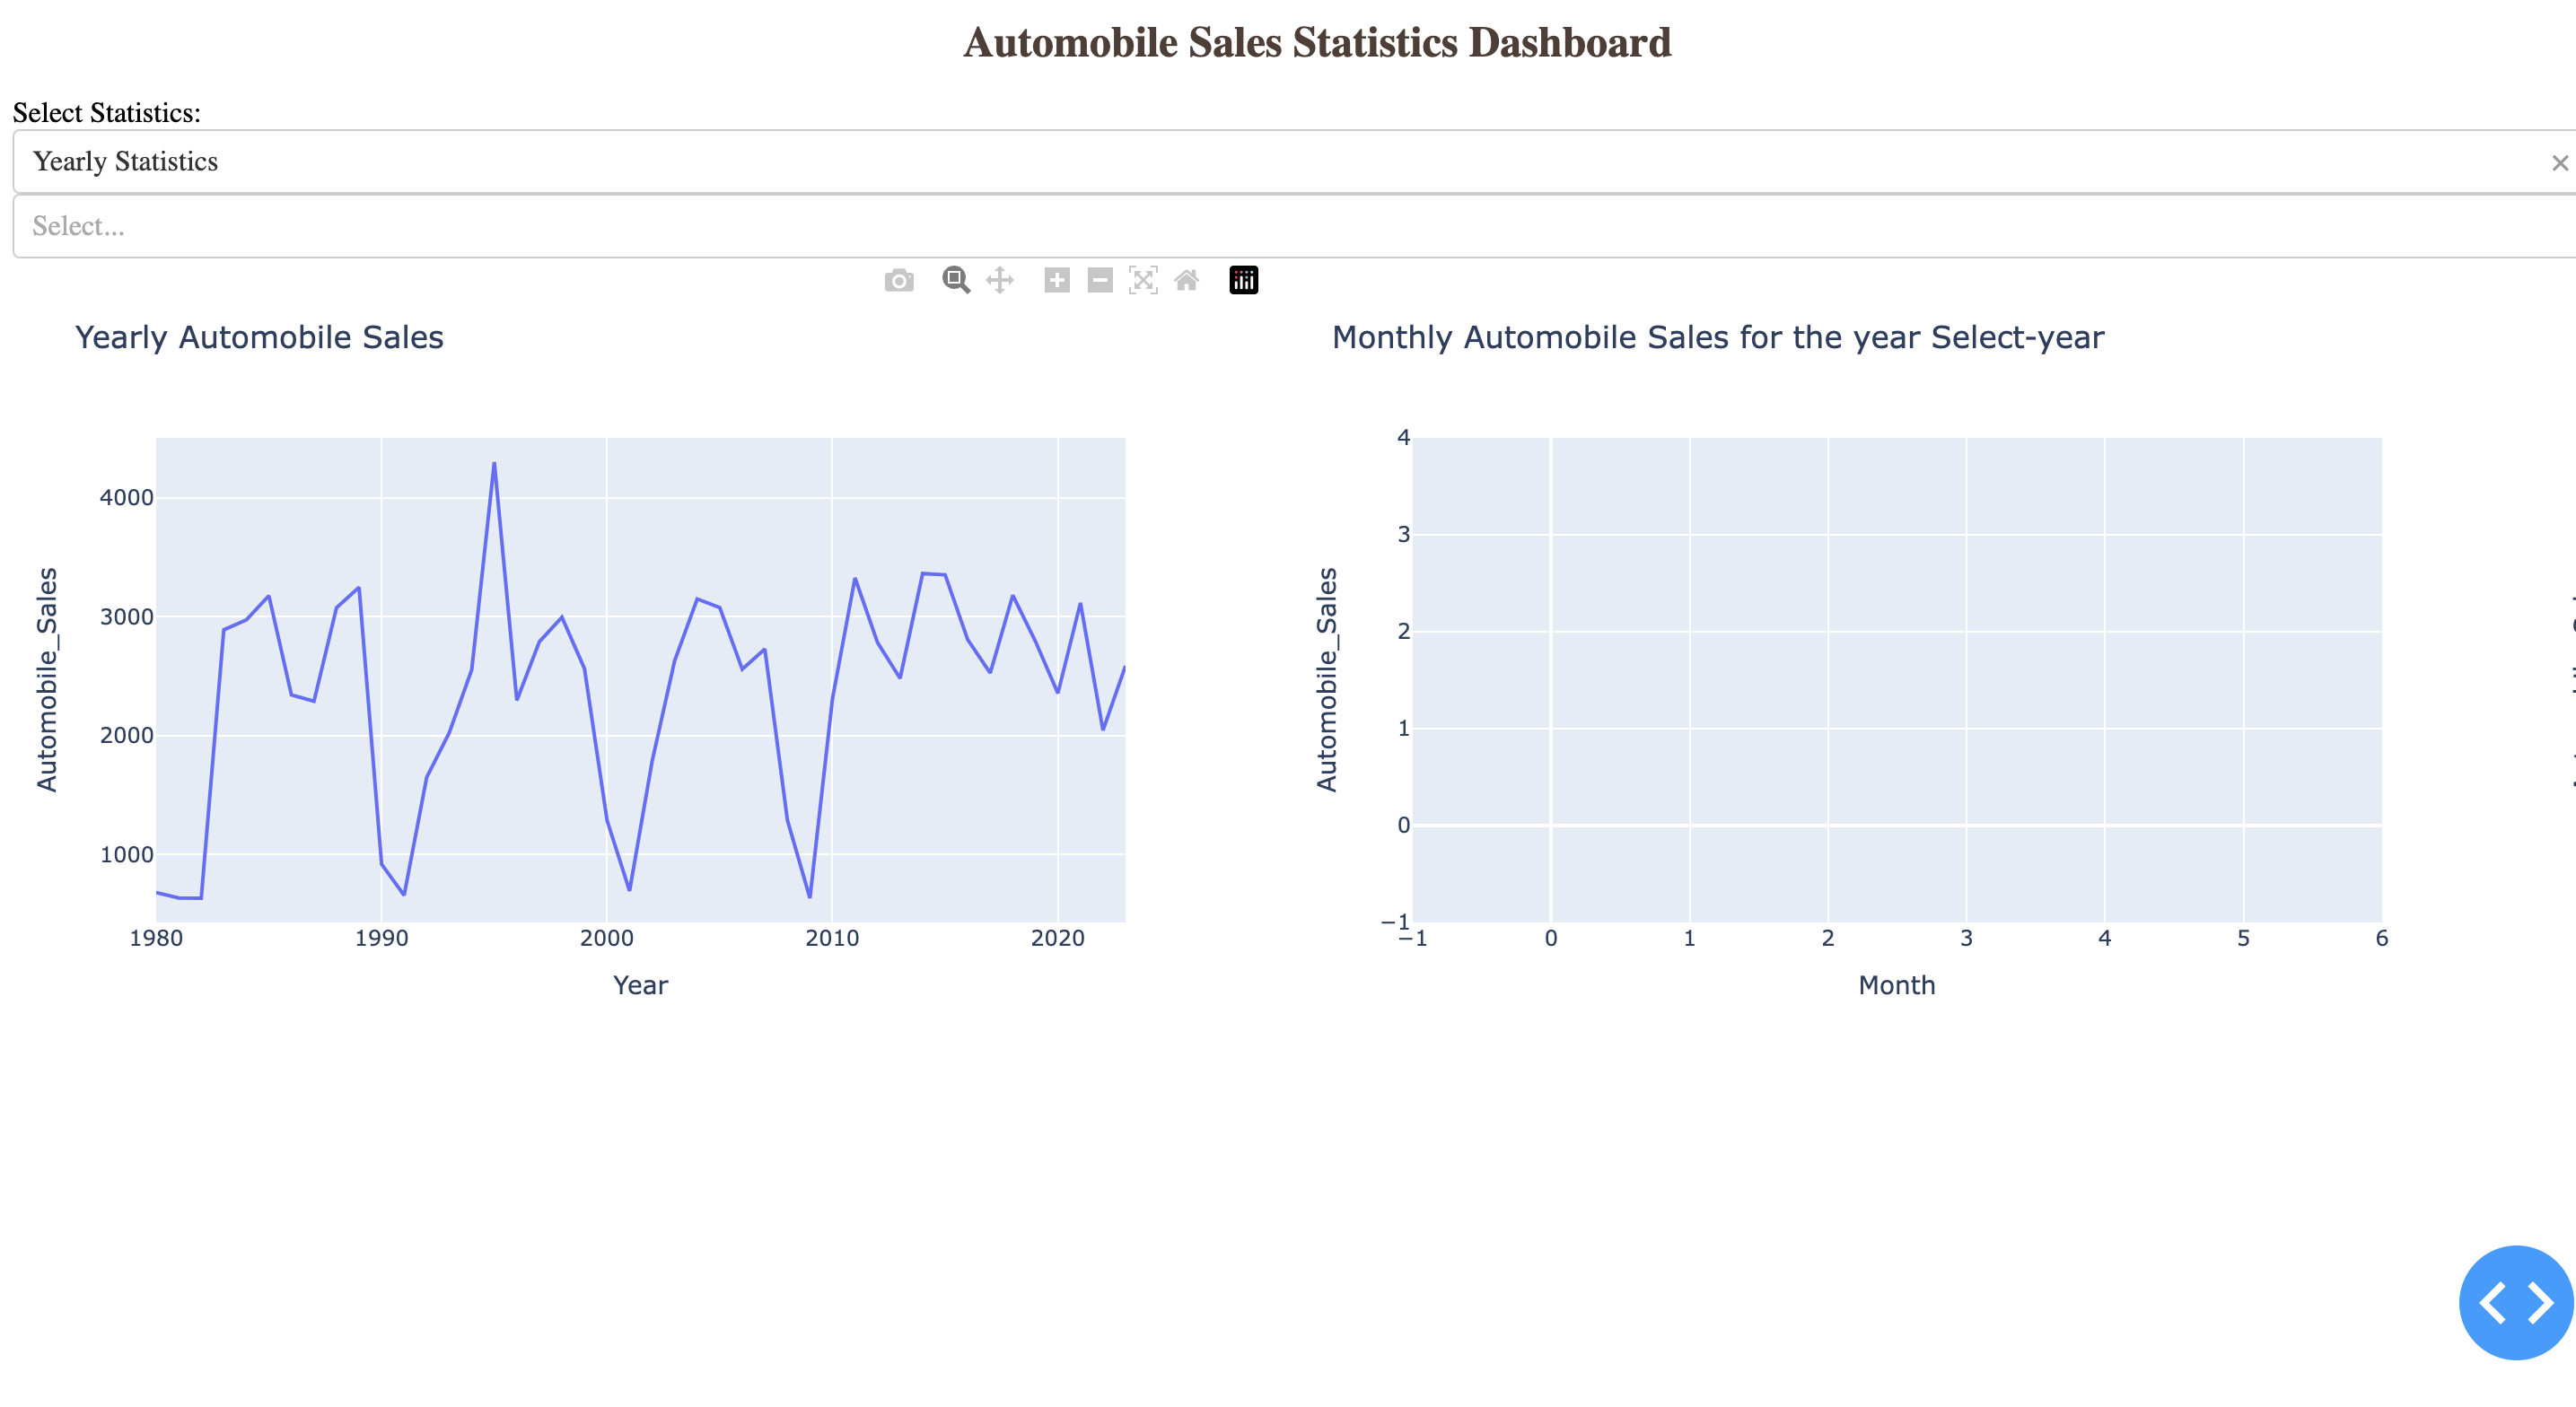 Automobile Sales Statistics Dashboard
Select Statistics:
Yearly Statistics
×
Select...
Yearly Automobile Sales
Automobile_Sales
4000
3000
2000
1000
1980 1990 2000 2010 2020
Year
Monthly Automobile Sales for the year Select-year
Automobile_Sales
4
3
2
1
0
−1
−1 0 1 2 3 4 5 6
Month